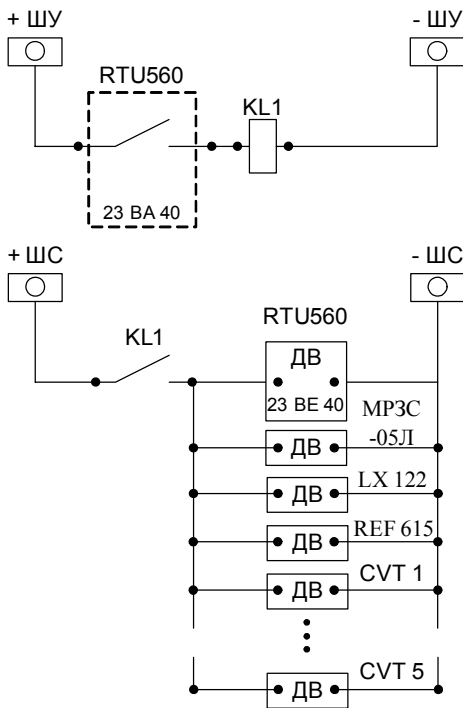 + ШУ
- ШУ
RTU560
KL1
23 BA 40
+ ШС
- ШС
RTU560
KL1
ДВ
23 BE 40
МРЗС
-05Л
ДВ
LX 122
ДВ
REF 615
ДВ
CVT 1
ДВ
CVT 5
ДВ